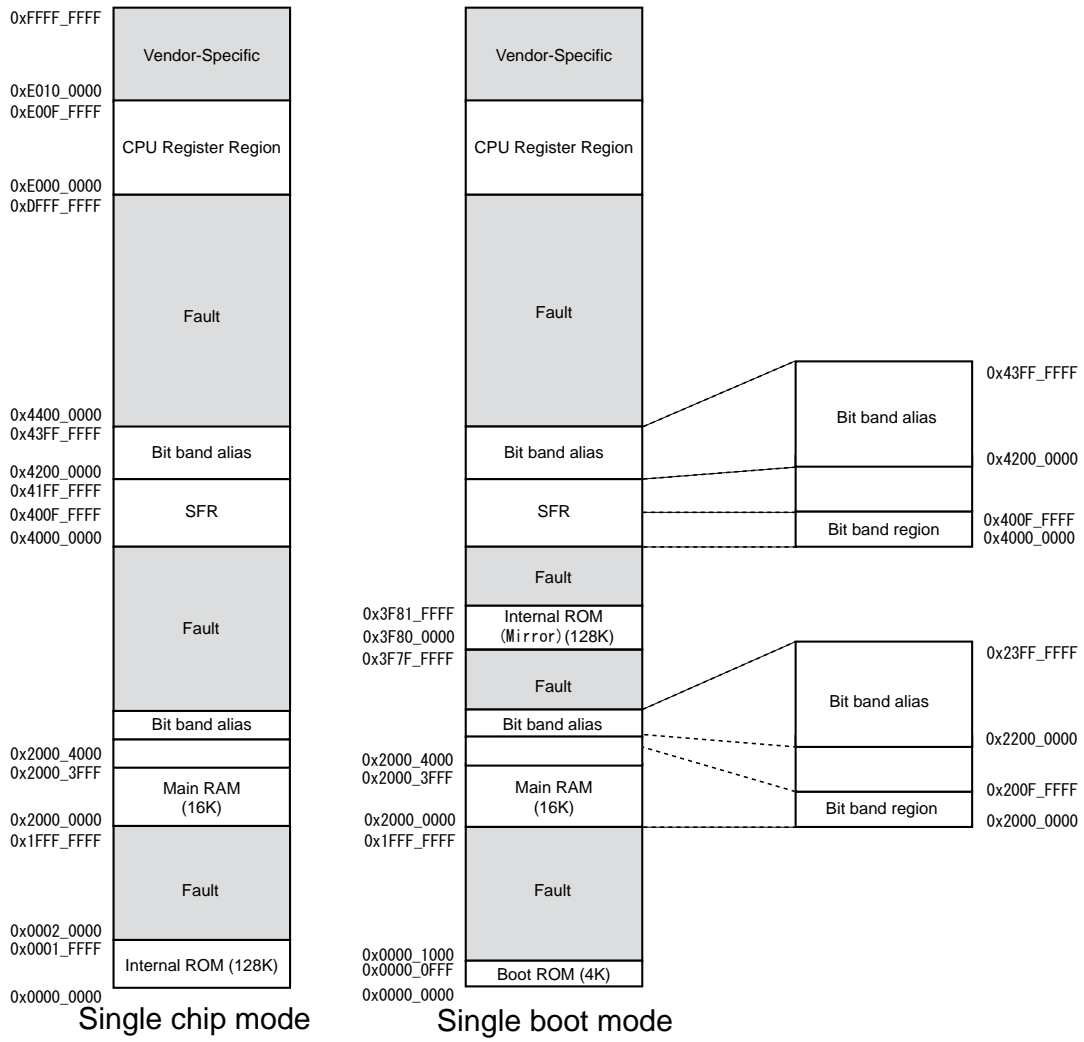 0xFFFF_FFFF
Vendor-Specific
0xE010_0000
0xE00F_FFFF
CPU Register Region
0xE000_0000
0xDFFF_FFFF
Fault
0x4400_0000
0x43FF_FFFF
Bit band alias
0x4200_0000
0x41FF_FFFF
0x400F_FFFF
SFR
0x4000_0000
Fault
Bit band alias
0x2000_4000
0x2000_3FFF
Main RAM
(16K)
0x2000_0000
0x1FFF_FFFF
Fault
0x0002_0000
0x0001_FFFF
Internal ROM (128K)
0x0000_0000
Single chip mode
Vendor-Specific
CPU Register Region
Fault
Bit band alias
SFR
Fault
0x3F81_FFFF
Internal ROM
(Mirror) (128K)
0x3F80_0000
0x3F7F_FFFF
Fault
Bit band alias
0x2000_4000
0x2000_3FFF
Main RAM
(16K)
0x2000_0000
0x1FFF_FFFF
Fault
0x0000_1000
0x0000_0FFF
Boot ROM (4K)
0x0000_0000
Single boot mode
0x43FF_FFFF
Bit band alias
0x4200_0000
0x400F_FFFF
Bit band region
0x4000_0000
0x23FF_FFFF
Bit band alias
0x2200_0000
0x200F_FFFF
Bit band region
0x2000_0000